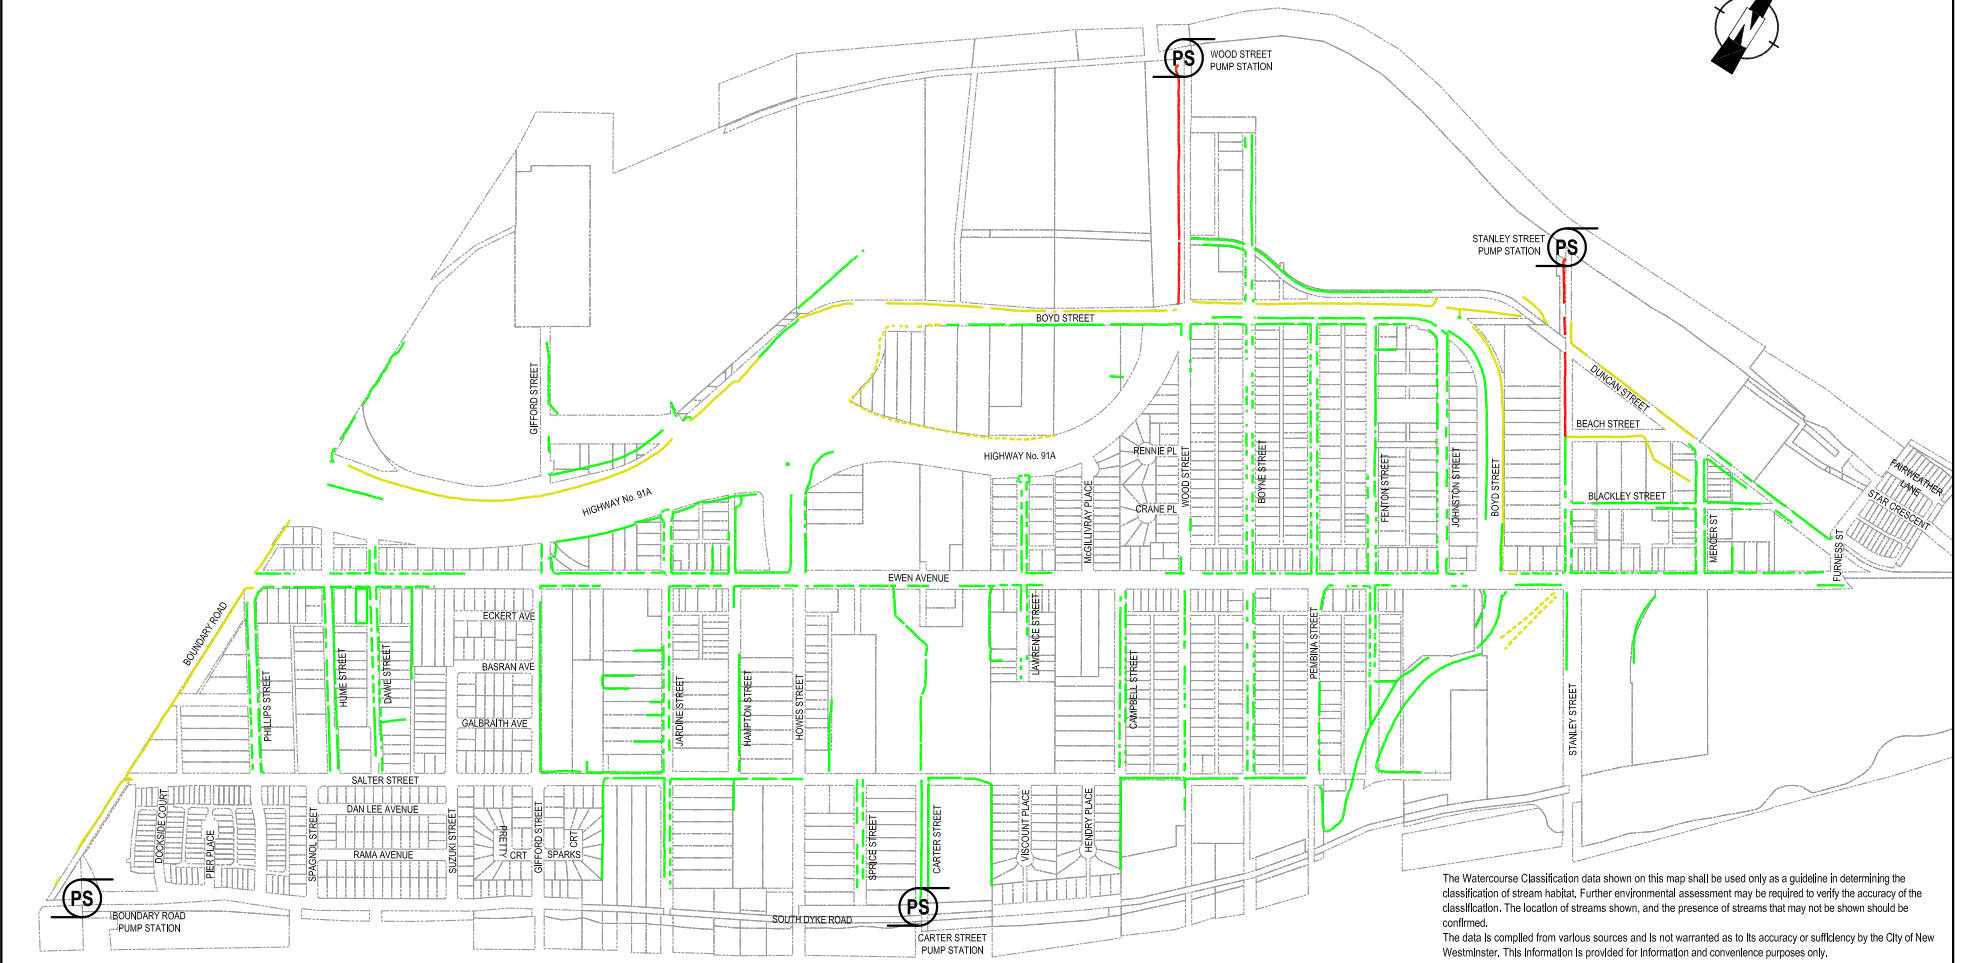 PS
WOOD STREET
PUMP STATION
STANLEY STREET
PUMP STATION
PS
BOYD STREET
GIFFORD STREET
DUNCAN STREET
BEACH STREET
HIGHWAY No. 91A
RENNIE PL
WOOD STREET
BOYNE STREET
FENTON STREET
JOHNSTON STREET
BOYD STREET
McGILLIVRAY PLACE
CRANE PL
HIGHWAY No. 91A
BLACKLEY STREET
FAIRWEATHER
LANE
STAR CRESCENT
MERCER ST
FURNESS ST
EWEN AVENUE
BOUNDARY ROAD
ECKERT AVE
BASRAN AVE
GALBRAITH AVE
PHILLIPS STREET
HUME STREET
DAWE STREET
JARDINE STREET
HAMPTON STREET
HOWES STREET
LAWRENCE STREET
CAMPBELL STREET
PEMBINA STREET
STANLEY STREET
SALTER STREET
DAN LEE AVENUE
RAMA AVENUE
DOCKSIDE COURT
PIER PLACE
SPAGNOL STREET
SUZUKI STREET
PRETTY
CRT
GIFFORD STREET
SPARKS
CRT
SPRICE STREET
CARTER STREET
VISCOUNT PLACE
HENDRY PLACE
PS
BOUNDARY ROAD
PUMP STATION
SOUTH DYKE ROAD
PS
CARTER STREET
PUMP STATION
The Watercourse Classification data shown on this map shall be used only as a guideline in determining the
classification of stream habitat. Further environmental assessment may be required to verify the accuracy of the
classification. The location of streams shown, and the presence of streams that may not be shown should be
confirmed.
The data is compiled from various sources and is not warranted as to its accuracy or sufficiency by the City of New
Westminster. This information is provided for information and convenience purposes only.